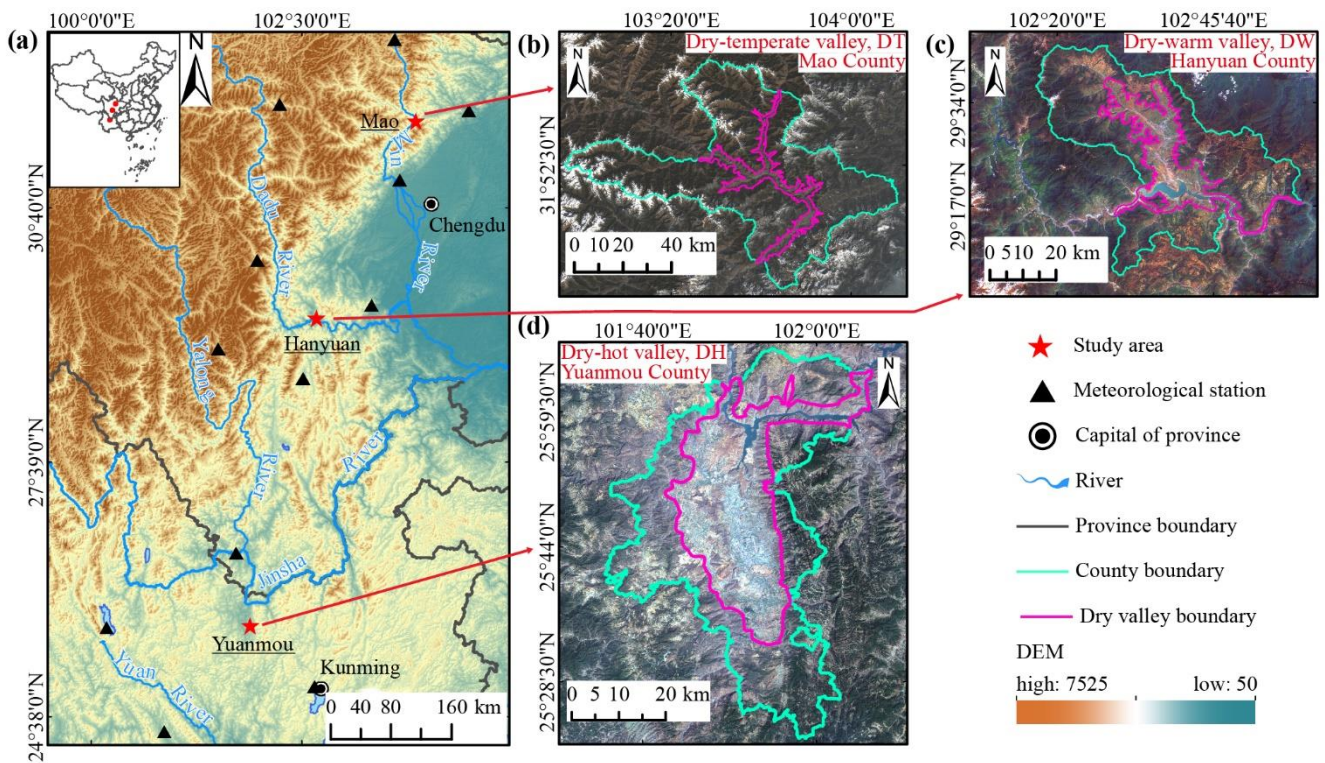 (a)
100°00'0"E
102°30'0"E
N
Mao
Min
Chengdu
Dadu
River
River
Hanyuan
Yalong
River
River
Jinsha
Yuanmou
Kunming
Yuan
River
0 40 80 160 km
30°40'0"N
27°39'0"N
24°38'0"N
(b)
103°20'0"E
104°00'0"E
N
Dry-temperate valley, DT
Mao County
31°52'30"N
0 10 20 40 km
(c)
102°20'0"E
102°45'40"E
N
Dry-warm valley, DW
Hanyuan County
29°34'0"N
29°17'0"N
0 510 20 km
(d)
101°40'0"E
102°0'0"E
Dry-hot valley, DH
Yuanmou County
N
25°59'30"N
25°44'0"N
25°28'30"N
0 5 10 20 km
Study area
Meteorological station
Capital of province
River
Province boundary
County boundary
Dry valley boundary
DEM
high: 7525 low: 50